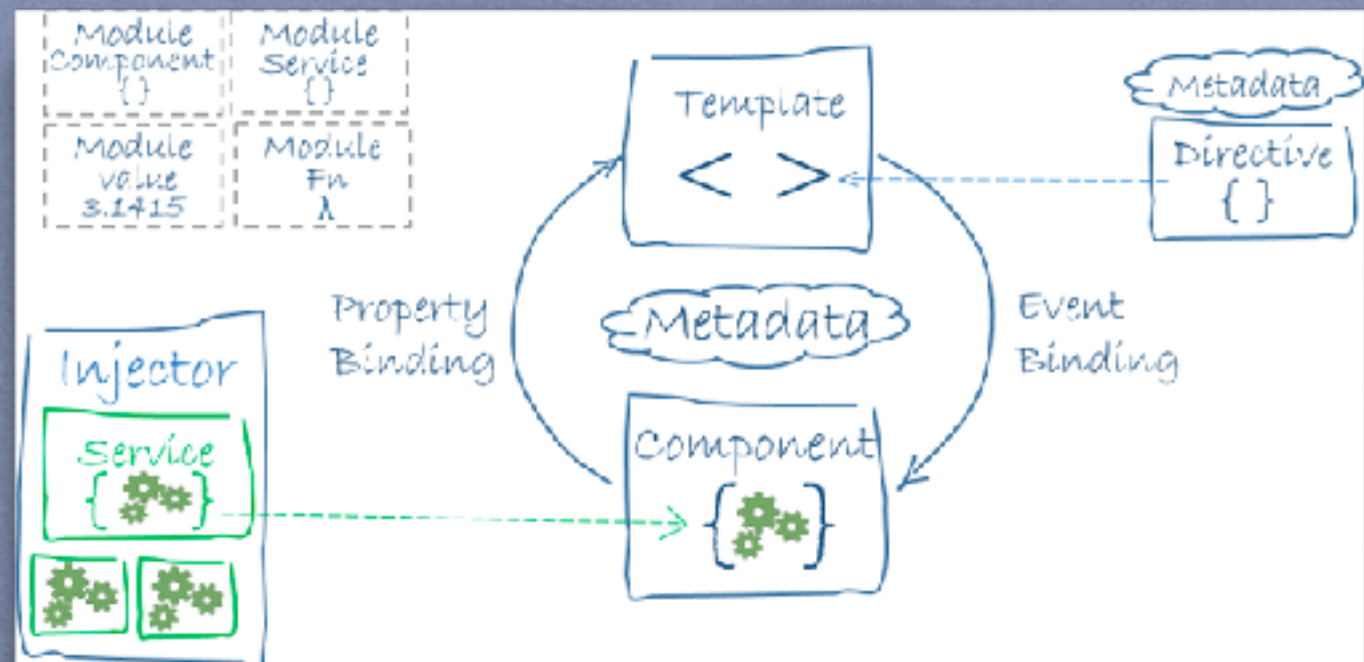 Module
Component
{ }
Module
Service
{ }
Module
value
3.1415
Module
Fn
λ
Template
< >
Metadata
Directive
{ }
Property
Binding
Metadata
Event
Binding
Injector
Service
{ }
Component
{ }